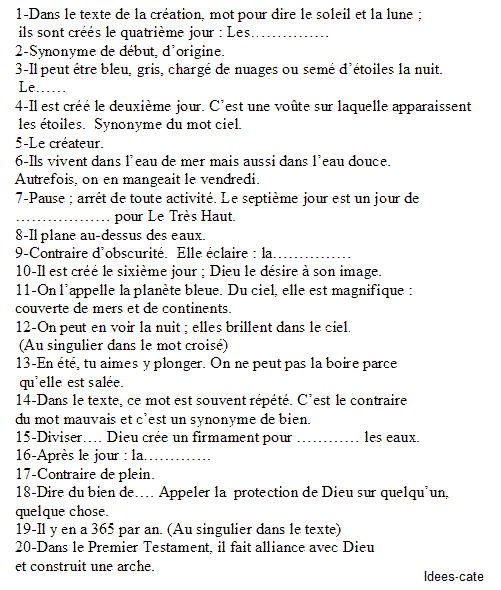 1-Dans le texte de la création, mot pour dire le soleil et la lune ;
ils sont créés le quatrième jour : Les……………
2-Synonyme de début, d’origine.
3-Il peut être bleu, gris, chargé de nuages ou semé d’étoiles la nuit.
Le……
4-Il est créé le deuxième jour. C’est une voûte sur laquelle apparaissent
les étoiles.  Synonyme du mot ciel.
5-Le créateur.
6-Ils vivent dans l’eau de mer mais aussi dans l’eau douce.
Autrefois, on en mangeait le vendredi.
7-Pause ; arrêt de toute activité. Le septième jour est un jour de
……………… pour Le Très Haut.
8-Il plane au-dessus des eaux.
9-Contraire d’obscurité.  Elle éclaire : la……………
10-Il est créé le sixième jour ; Dieu le désire à son image.
11-On l’appelle la planète bleue. Du ciel, elle est magnifique :
couverte de mers et de continents.
12-On peut en voir la nuit ; elles brillent dans le ciel.
(Au singulier dans le mot croisé)
13-En été, tu aimes y plonger. On ne peut pas la boire parce
qu’elle est salée.
14-Dans le texte, ce mot est souvent répété. C’est le contraire
du mot mauvais et c’est un synonyme de bien.
15-Diviser…. Dieu crée un firmament pour ………… les eaux.
16-Après le jour : la…………
17-Contraire de plein.
18-Dire du bien de…. Appeler la  protection de Dieu sur quelqu’un,
quelque chose.
19-Il y en a 365 par an. (Au singulier dans le texte)
20-Dans le Premier Testament, il fait alliance avec Dieu
et construit une arche.
Idees-cate